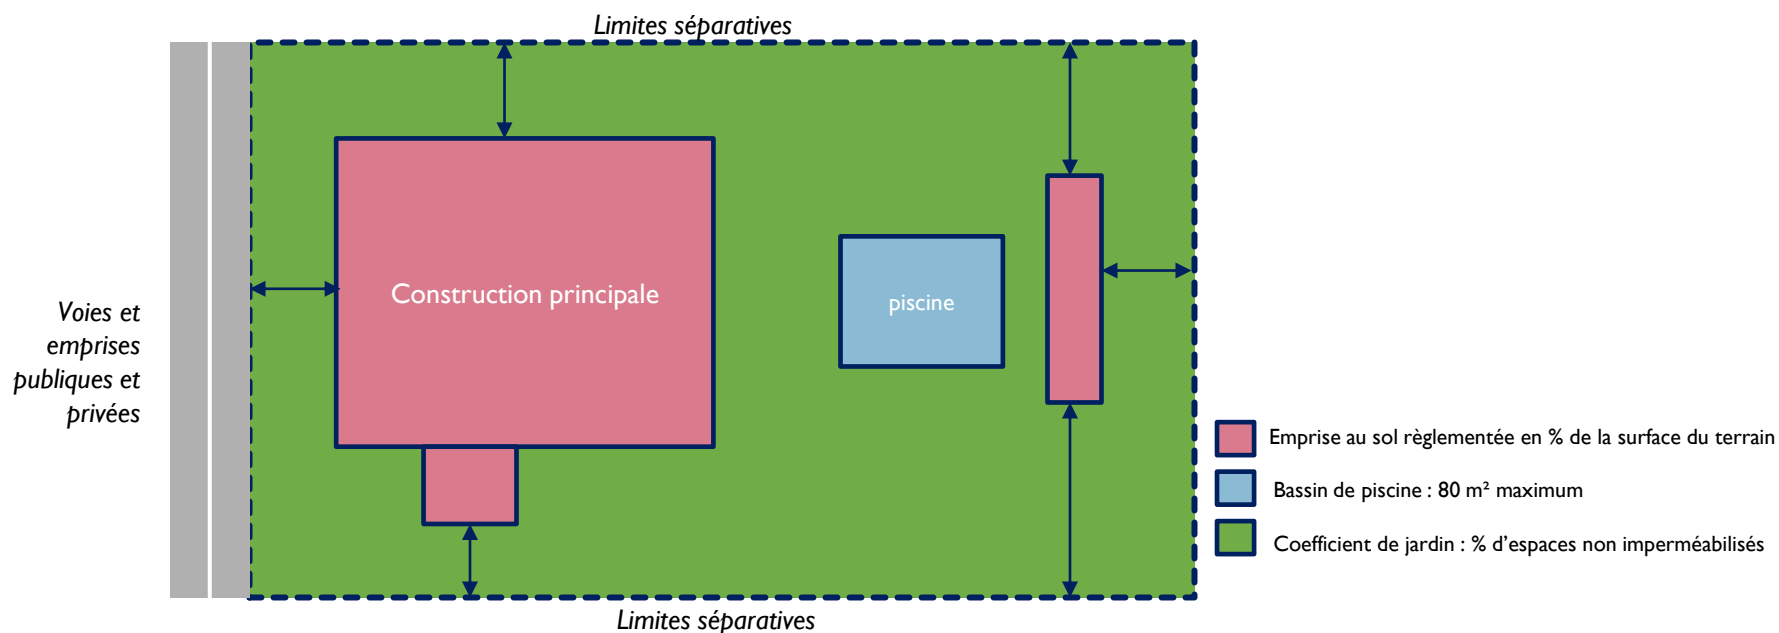 Limites séparatives
Construction principale
piscine
Voies et
emprises
publiques et
privées
Emprise au sol règlementée en % de la surface du terrain
Bassin de piscine : 80 m² maximum
Coefficient de jardin : % d’espaces non imperméabilisés
Limites séparatives